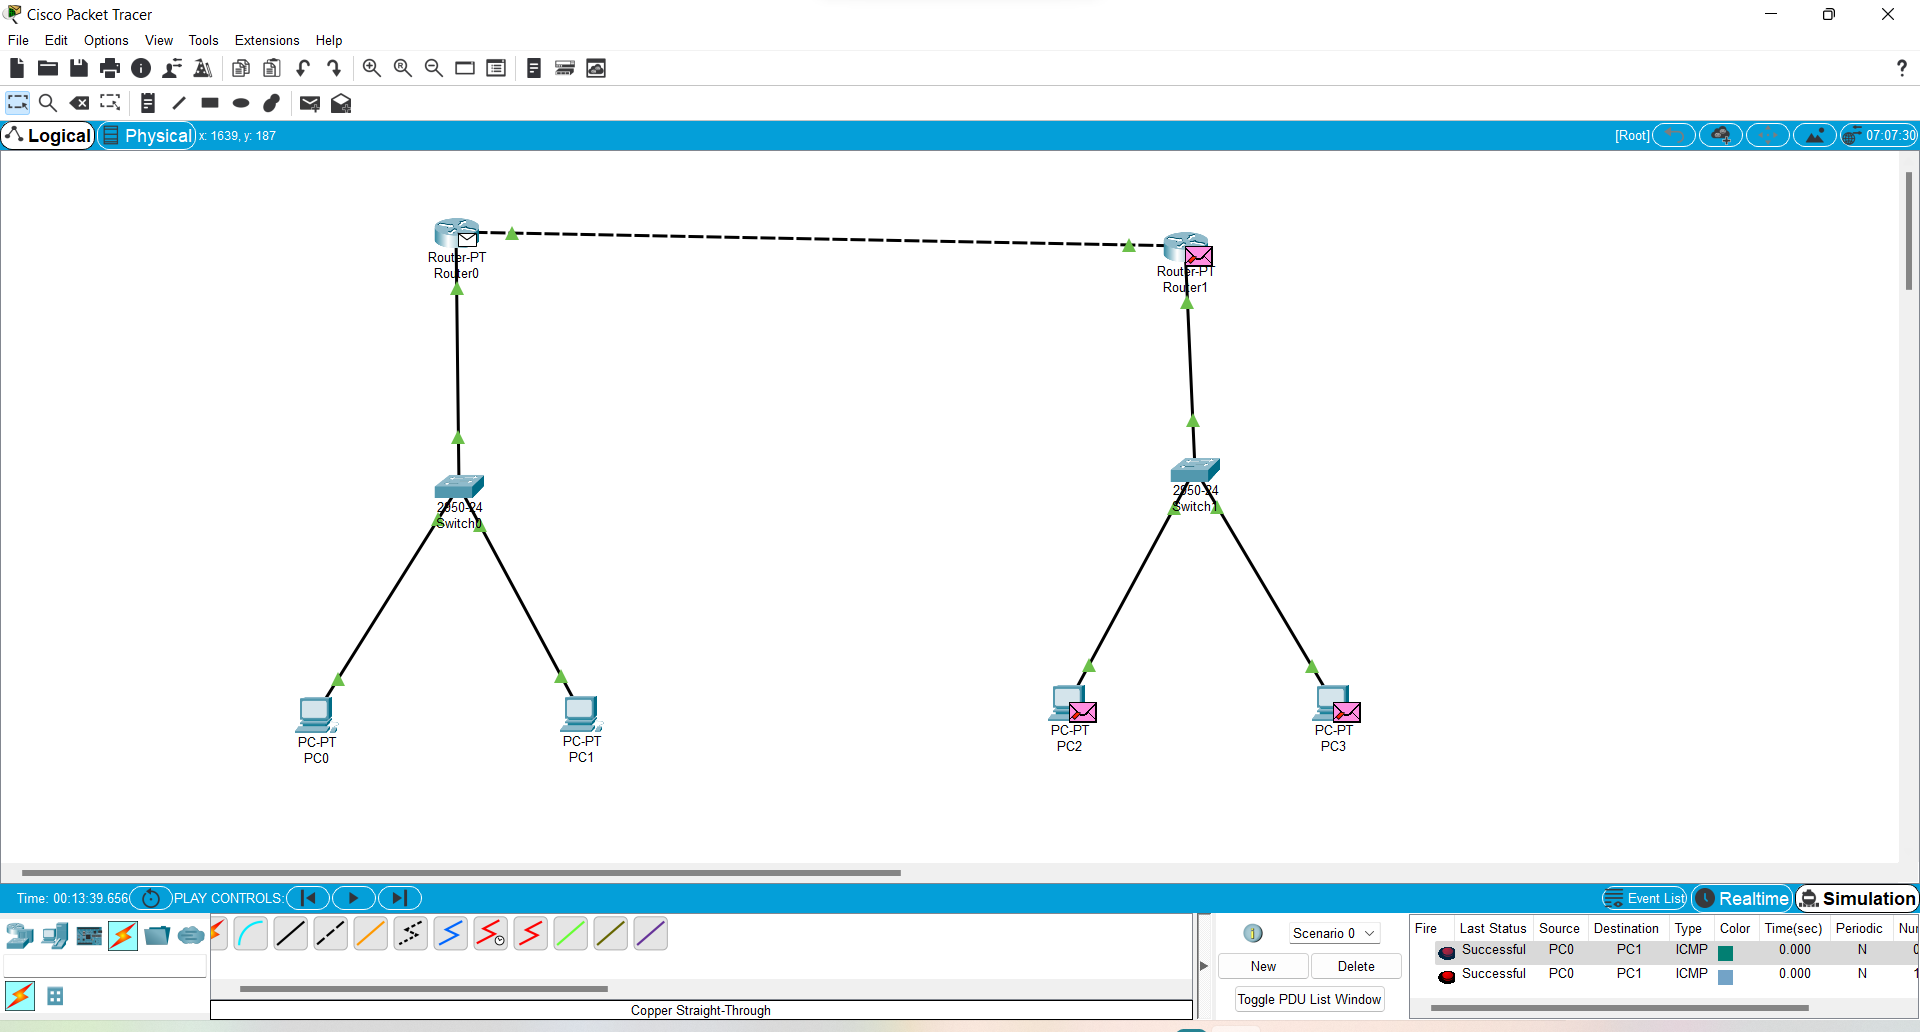 Cisco Packet Tracer
File Edit Options View Tools Extensions Help
?
Logical Physical x: 1639, y: 187 [Root] 07:07:30
Router-PT
Router0
Router-PT
Router1
2950-24
Switch0
2950-24
Switch1
PC-PT
PC0
PC-PT
PC1
PC-PT
PC2
PC-PT
PC3
Time: 00:13:39.656 PLAY CONTROLS: Event List Realtime Simulation
Scenario 0
New Delete
Toggle PDU List Window
Fire Last Status Source Destination Type Color Time(sec) Periodic Nu
Successful PC0 PC1 ICMP 0.000 N 0
Successful PC0 PC1 ICMP 0.000 N 1
Copper Straight-Through